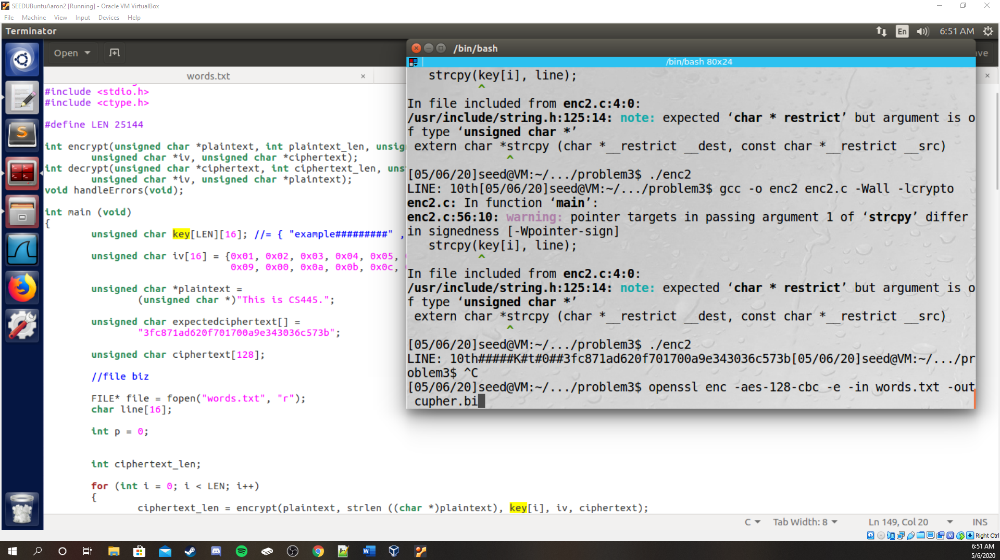 SEEDUBuntuAaron2 [Running] - Oracle VM VirtualBox
File Machine View Input Devices Help
Terminator
En 6:51 AM
Open
words.txt
#include <stdio.h>
#include <ctype.h>
#define LEN 25144
int encrypt(unsigned char *plaintext, int plaintext_len, unsig
unsigned char *iv, unsigned char *ciphertext);
int decrypt(unsigned char *ciphertext, int ciphertext_len, uns
unsigned char *iv, unsigned char *plaintext);
void handleErrors(void);
int main (void)
{
unsigned char key[LEN][16]; //= { "example#########" ,
unsigned char iv[16] = {0x01, 0x02, 0x03, 0x04, 0x05,
0x09, 0x00, 0x0a, 0x0b, 0x0c,
unsigned char *plaintext =
(unsigned char *)"This is CS445.";
unsigned char expectedciphertext[] =
"3fc871ad620f701700a9e343036c573b";
unsigned char ciphertext[128];
//file biz
FILE* file = fopen("words.txt", "r");
char line[16];
int p = 0;
int ciphertext_len;
for (int i = 0; i < LEN; i++)
{
ciphertext_len = encrypt(plaintext, strlen ((char *)plaintext), key[i], iv, ciphertext);
C Tab Width: 8 Ln 149, Col 20 INS
/bin/bash
ve
/bin/bash 80x24
strcpy(key[i], line);
^
In file included from enc2.c:4:0:
/usr/include/string.h:125:14: note: expected ‘char * restrict’ but argument is o
f type ‘unsigned char *’
extern char *strcpy (char *__restrict __dest, const char *__restrict __src)
^
[05/06/20]seed@VM:~/.../problem3$ ./enc2
LINE: 10th[05/06/20]seed@VM:~/.../problem3$ gcc -o enc2 enc2.c -Wall -lcrypto
enc2.c: In function ‘main’:
enc2.c:56:10: warning: pointer targets in passing argument 1 of ‘strcpy’ differ
in signedness [-Wpointer-sign]
strcpy(key[i], line);
^
In file included from enc2.c:4:0:
/usr/include/string.h:125:14: note: expected ‘char * restrict’ but argument is o
f type ‘unsigned char *’
extern char *strcpy (char *__restrict __dest, const char *__restrict __src)
^
[05/06/20]seed@VM:~/.../problem3$ ./enc2
LINE: 10th#####K#t#0##3fc871ad620f701700a9e343036c573b[05/06/20]seed@VM:~/.../pr
oblem3$ ^C
[05/06/20]seed@VM:~/.../problem3$ openssl enc -aes-128-cbc -e -in words.txt -out
cupher.bi
Right Ctrl
6:51 AM
5/6/2020